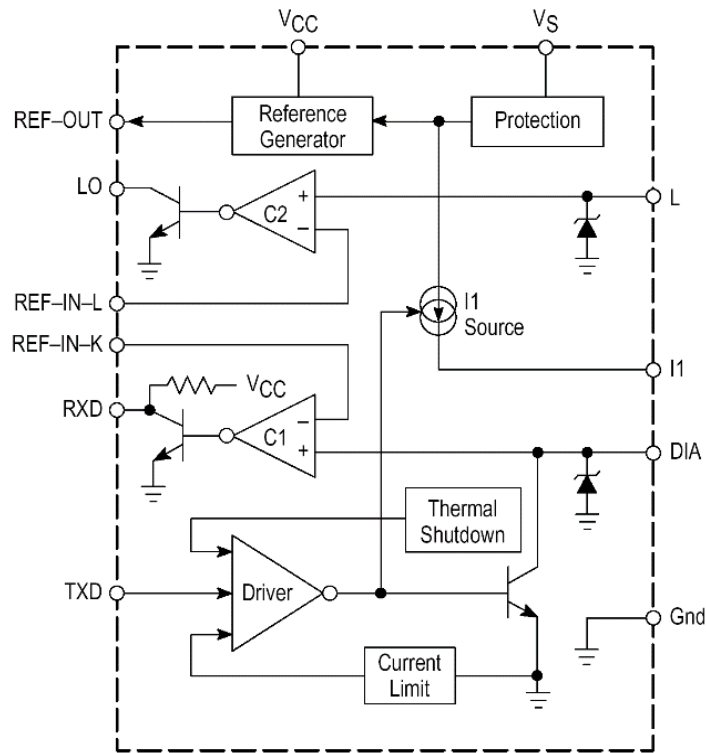 VCC
VS
REF–OUT
Reference
Generator
Protection
LO
C2
+
–
L
REF–IN–L
I1
Source
REF–IN–K
I1
RXD
VCC
C1
–
+
DIA
Thermal
Shutdown
TXD
Driver
Gnd
Current
Limit